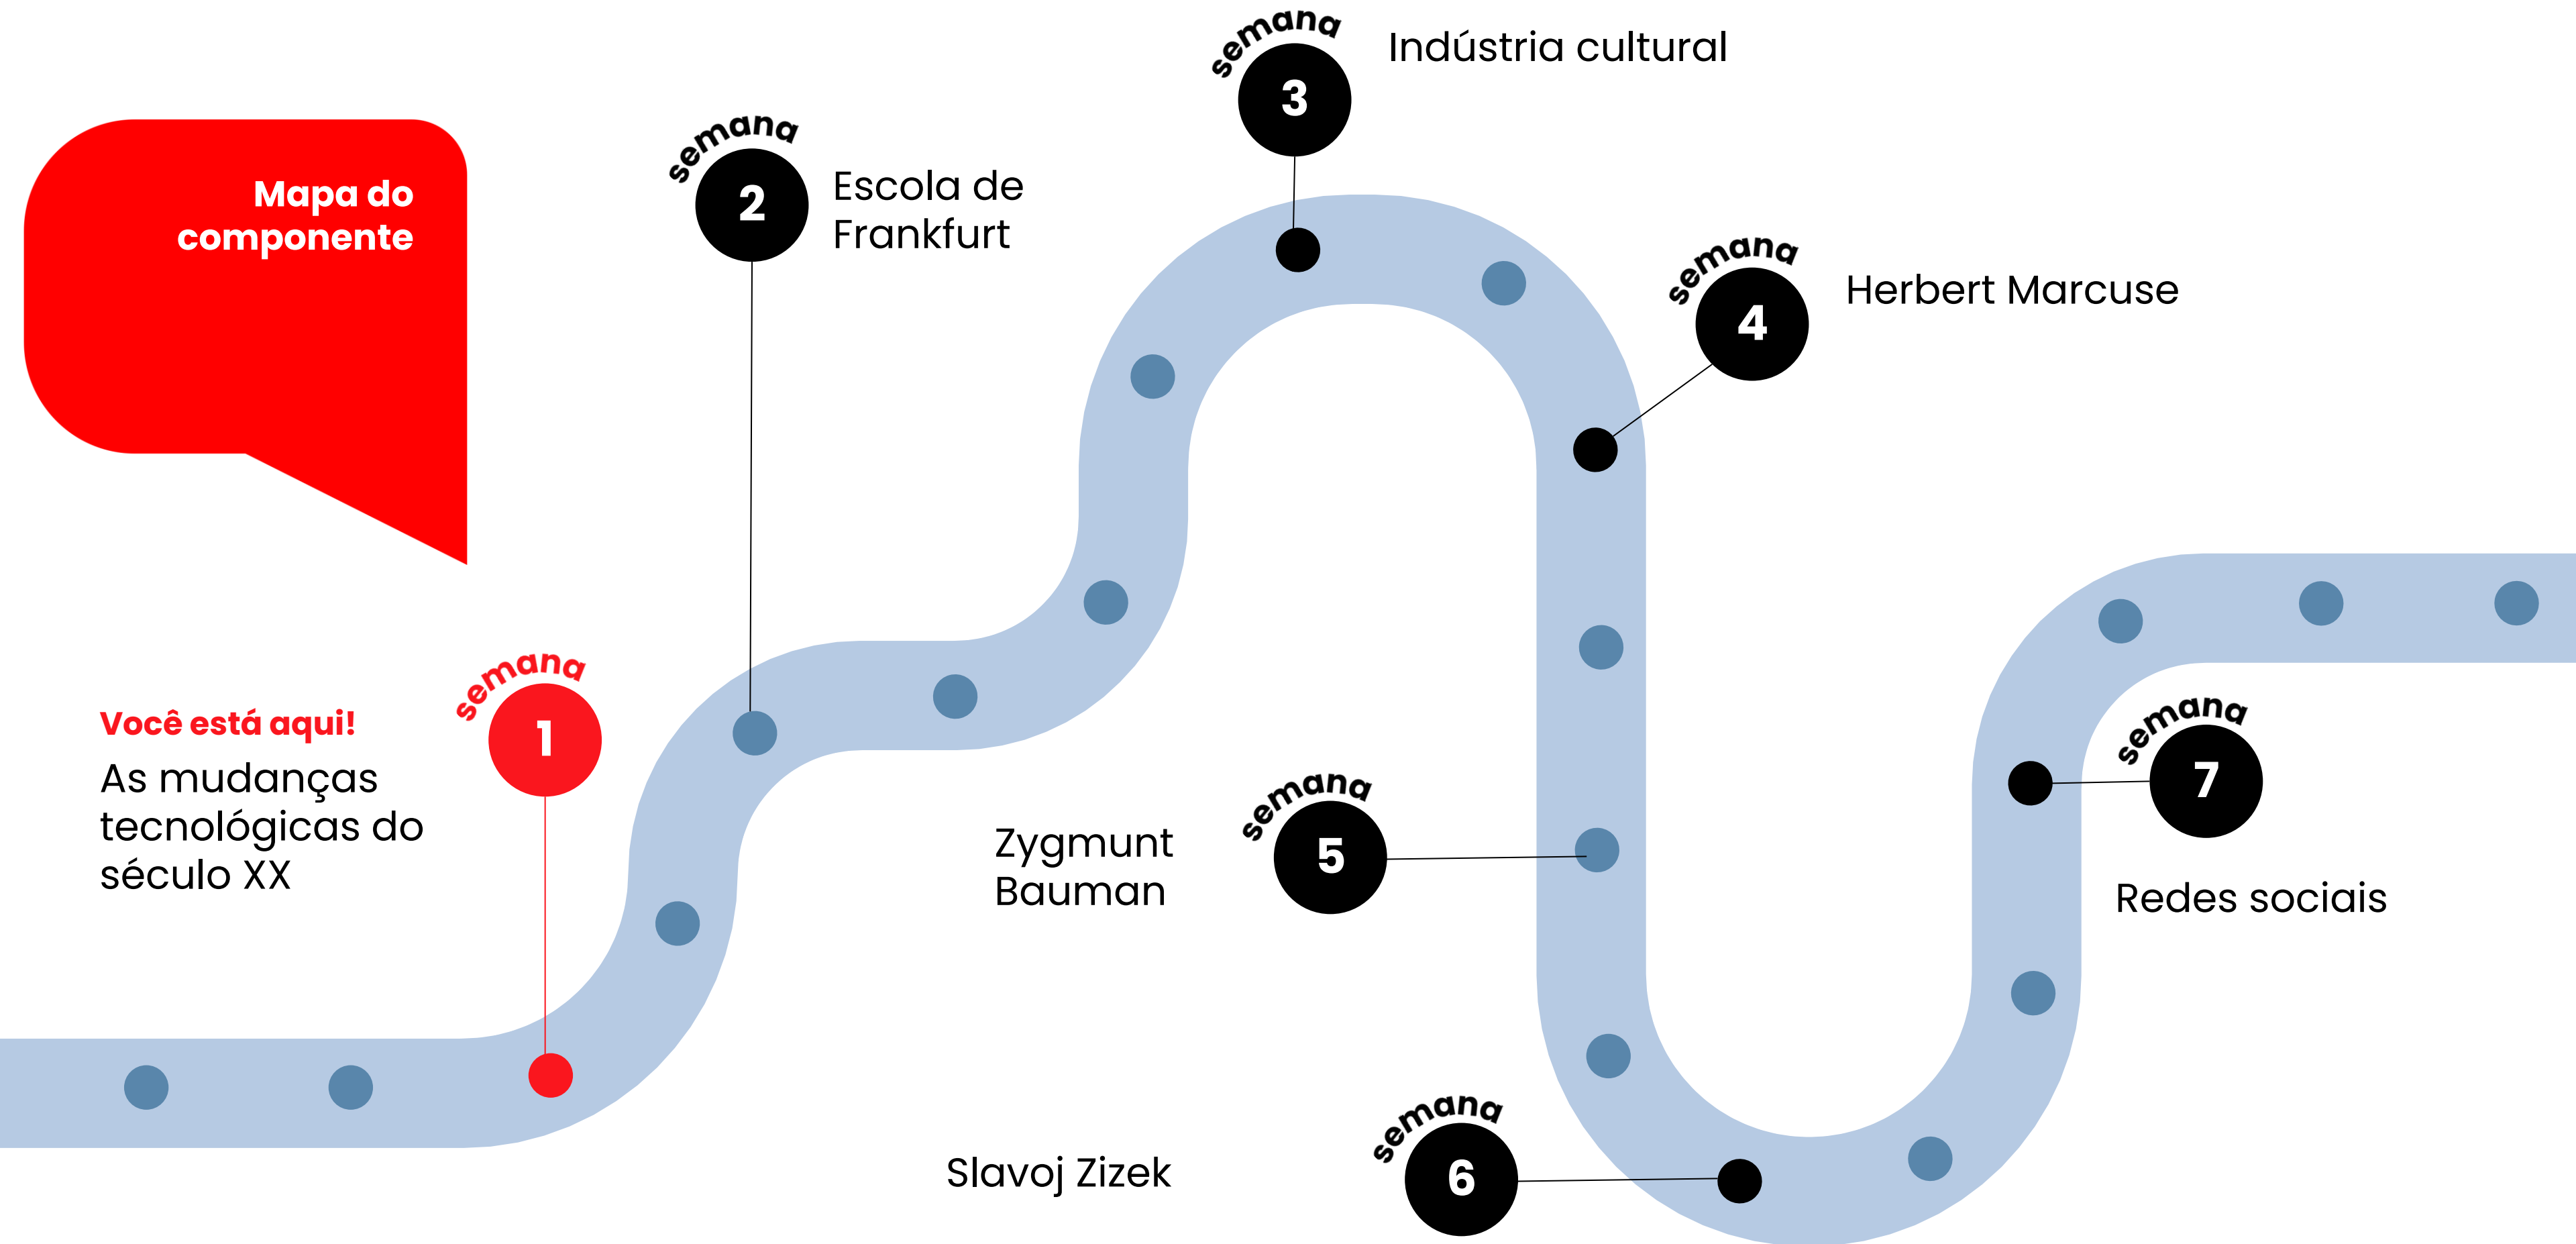 Mapa do
componente
Você está aqui!
As mudanças
tecnológicas do
século XX
semana
1
semana
2
Escola de
Frankfurt
semana
3
Indústria cultural
semana
4
Herbert Marcuse
semana
5
Zygmunt
Bauman
semana
6
Slavoj Zizek
semana
7
Redes sociais